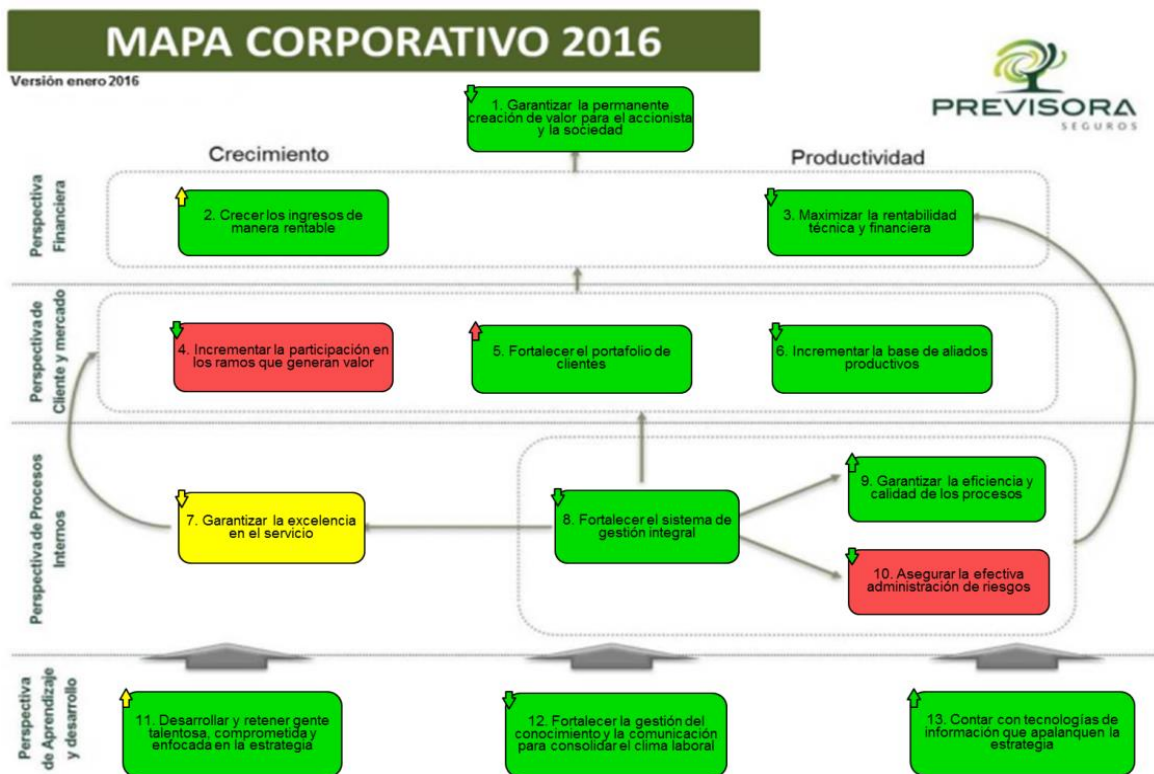 MAPA CORPORATIVO 2016
Versión enero 2016
PREVISORA
SEGUROS
1. Garantizar la permanente
creación de valor para el accionista
y la sociedad
Crecimiento
Productividad
Perspectiva
Financiera
2. Crecer los ingresos de
manera rentable
3. Maximizar la rentabilidad
técnica y financiera
Perspectiva de
Cliente y mercado
4. Incrementar la participación en
los ramos que generan valor
5. Fortalecer el portafolio de
clientes
6. Incrementar la base de aliados
productivos
Perspectiva de Procesos
Internos
7. Garantizar la excelencia
en el servicio
8. Fortalecer el sistema de
gestión integral
9. Garantizar la eficiencia y
calidad de los procesos
10. Asegurar la efectiva
administración de riesgos
Perspectiva
de Aprendizaje
y desarrollo
11. Desarrollar y retener gente
talentosa, comprometida y
enfocada en la estrategia
12. Fortalecer la gestión del
conocimiento y la comunicación
para consolidar el clima laboral
13. Contar con tecnologías de
información que apalanquen la
estrategia